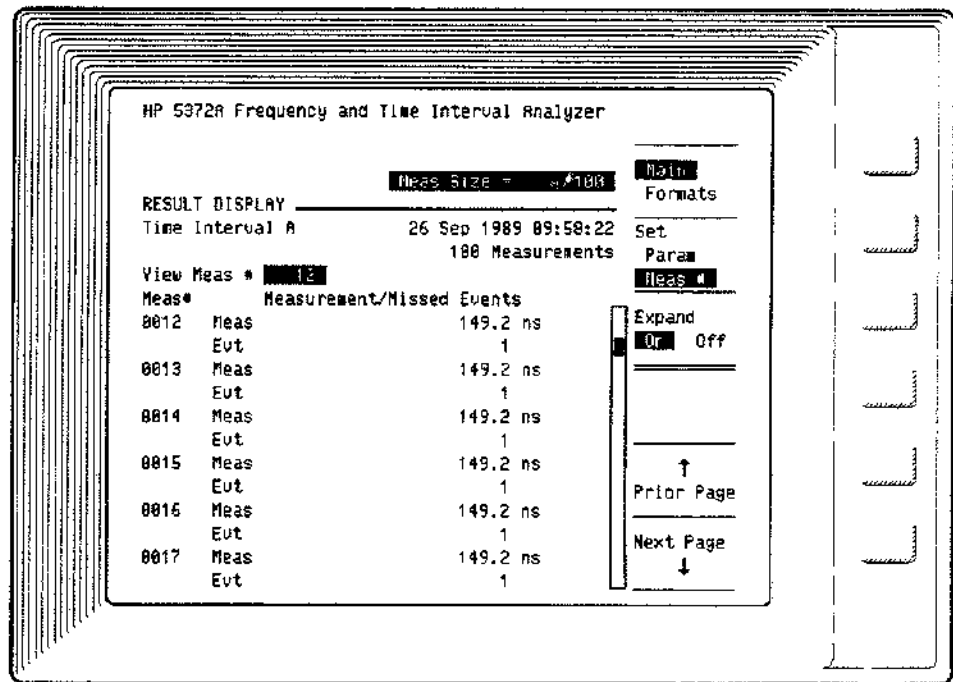 HP 5372A Frequency and Time Interval Analyzer
Meas Size = /100
RESULT DISPLAY
Time Interval A 26 Sep 1989 09:58:22
100 Measurements
View Meas # 12
Meas# Measurement/Missed Events
0012 Meas 149.2 ns
Evt 1
0013 Meas 149.2 ns
Evt 1
0014 Meas 149.2 ns
Evt 1
0015 Meas 149.2 ns
Evt 1
0016 Meas 149.2 ns
Evt 1
0017 Meas 149.2 ns
Evt 1
Main
Formats
Set
Param
Meas #
Expand
On Off
↑
Prior Page
Next Page
↓